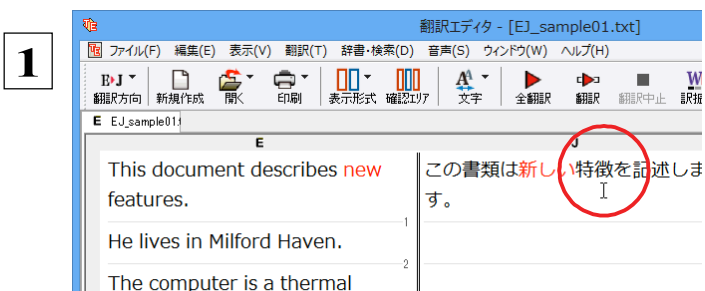 1
翻訳エディタ - [EJ_sample01.txt]
ファイル(F) 編集(E) 表示(V) 翻訳(T) 辞書・検索(D) 音声(S) ウィンドウ(W) ヘルプ(H)
E▸J
翻訳方向 新規作成 開く 印刷 表示形式 確認エリア 文字 全翻訳 翻訳 翻訳中止 訳振
E EJ_sample01.t
E J
This document describes new
features.
この書類は新しい特徴を記述しま
す。
1
He lives in Milford Haven.
2
The computer is a thermal